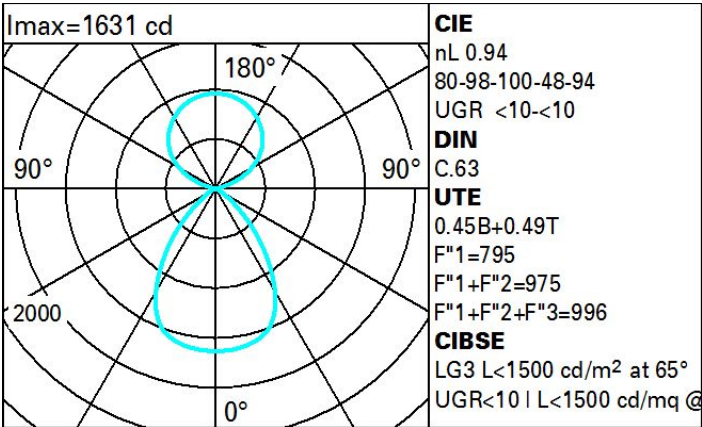 Imax=1631 cd
180°
90°
90°
2000
0°
CIE
nL 0.94
80-98-100-48-94
UGR <10-<10
DIN
C.63
UTE
0.45B+0.49T
F"1=795
F"1+F"2=975
F"1+F"2+F"3=996
CIBSE
LG3 L<1500 cd/m² at 65°
UGR<10 | L<1500 cd/mq @